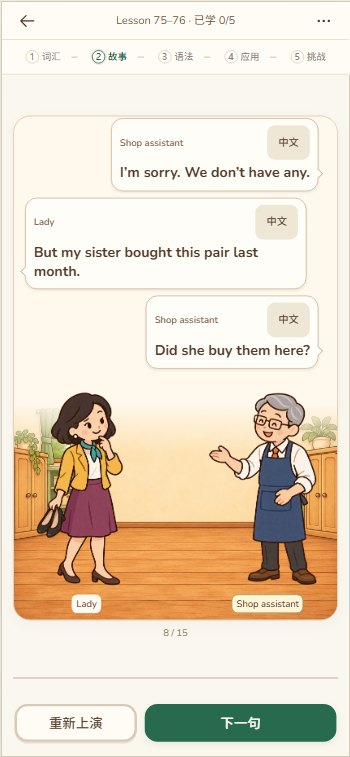 Lesson 75–76 · 已学 0/5
1 词汇 – 2 故事 – 3 语法 – 4 应用 – 5 挑战
Shop assistant 中文
I'm sorry. We don't have any.
Lady 中文
But my sister bought this pair last
month.
Shop assistant 中文
Did she buy them here?
Lady Shop assistant
8 / 15
重新上演 下一句